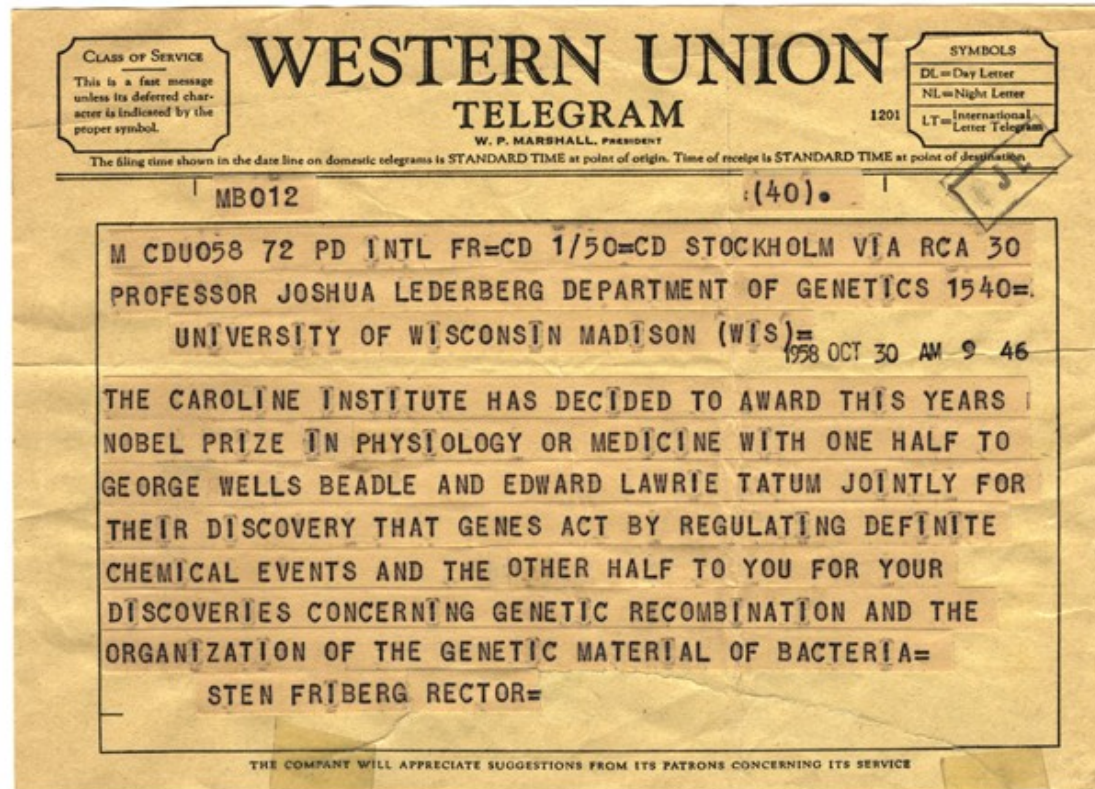 CLASS OF SERVICE
This is a fast message
unless its deferred char-
acter is indicated by the
proper symbol.
WESTERN UNION
TELEGRAM
W. P. MARSHALL, PRESIDENT
1201
SYMBOLS
DL=Day Letter
NL=Night Letter
LT=International
Letter Telegram
The filing time shown in the date line on domestic telegrams is STANDARD TIME at point of origin. Time of receipt is STANDARD TIME at point of destination
MB012 (40).
M CDU058 72 PD INTL FR=CD 1/50=CD STOCKHOLM VIA RCA 30
PROFESSOR JOSHUA LEDERBERG DEPARTMENT OF GENETICS 1540=
UNIVERSITY OF WISCONSIN MADISON (WIS)=
1958 OCT 30 AM 9 46
THE CAROLINE INSTITUTE HAS DECIDED TO AWARD THIS YEARS
NOBEL PRIZE IN PHYSIOLOGY OR MEDICINE WITH ONE HALF TO
GEORGE WELLS BEADLE AND EDWARD LAWRIE TATUM JOINTLY FOR
THEIR DISCOVERY THAT GENES ACT BY REGULATING DEFINITE
CHEMICAL EVENTS AND THE OTHER HALF TO YOU FOR YOUR
DISCOVERIES CONCERNING GENETIC RECOMBINATION AND THE
ORGANIZATION OF THE GENETIC MATERIAL OF BACTERIA=
STEN FRIBERG RECTOR=
THE COMPANY WILL APPRECIATE SUGGESTIONS FROM ITS PATRONS CONCERNING ITS SERVICE